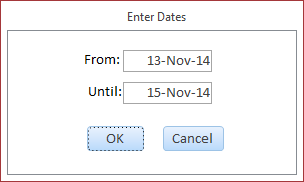 Enter Dates
From: 13-Nov-14
Until: 15-Nov-14
OK Cancel